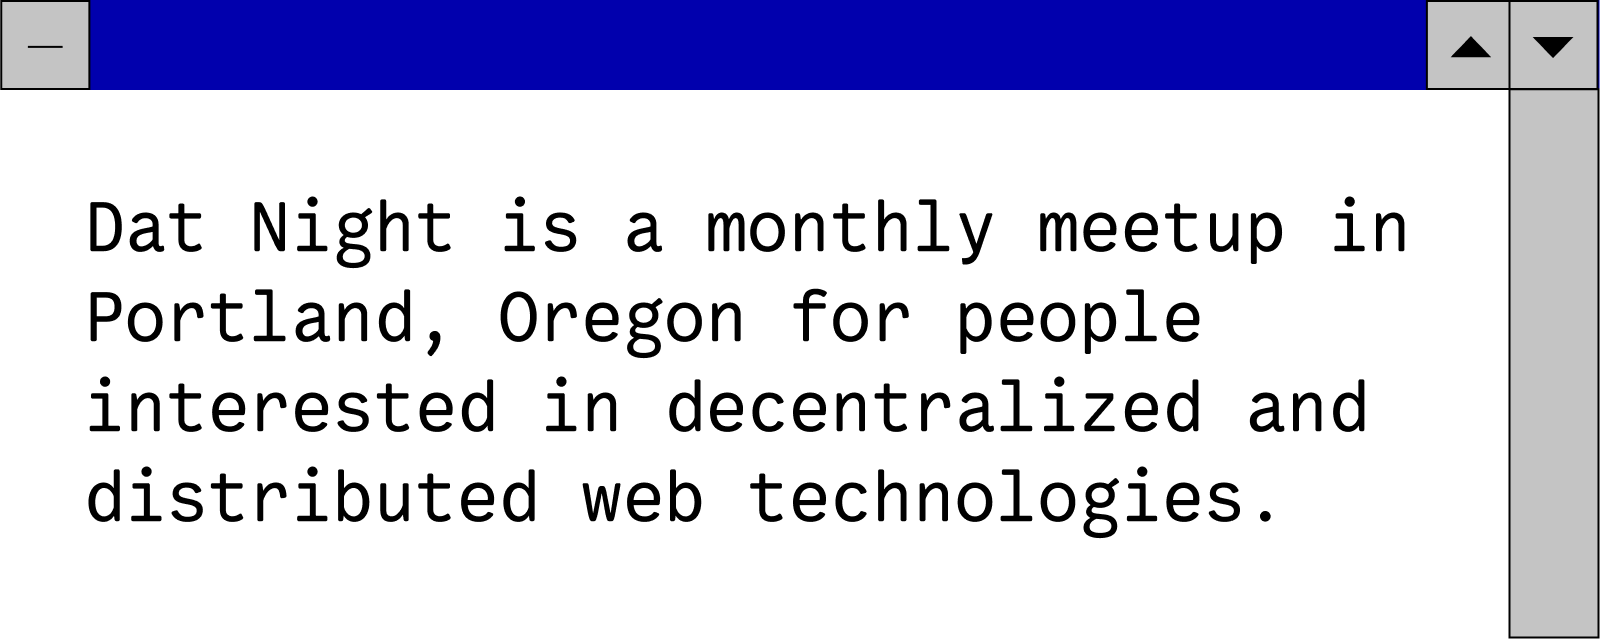 Dat Night is a monthly meetup in
Portland, Oregon for people
interested in decentralized and
distributed web technologies.